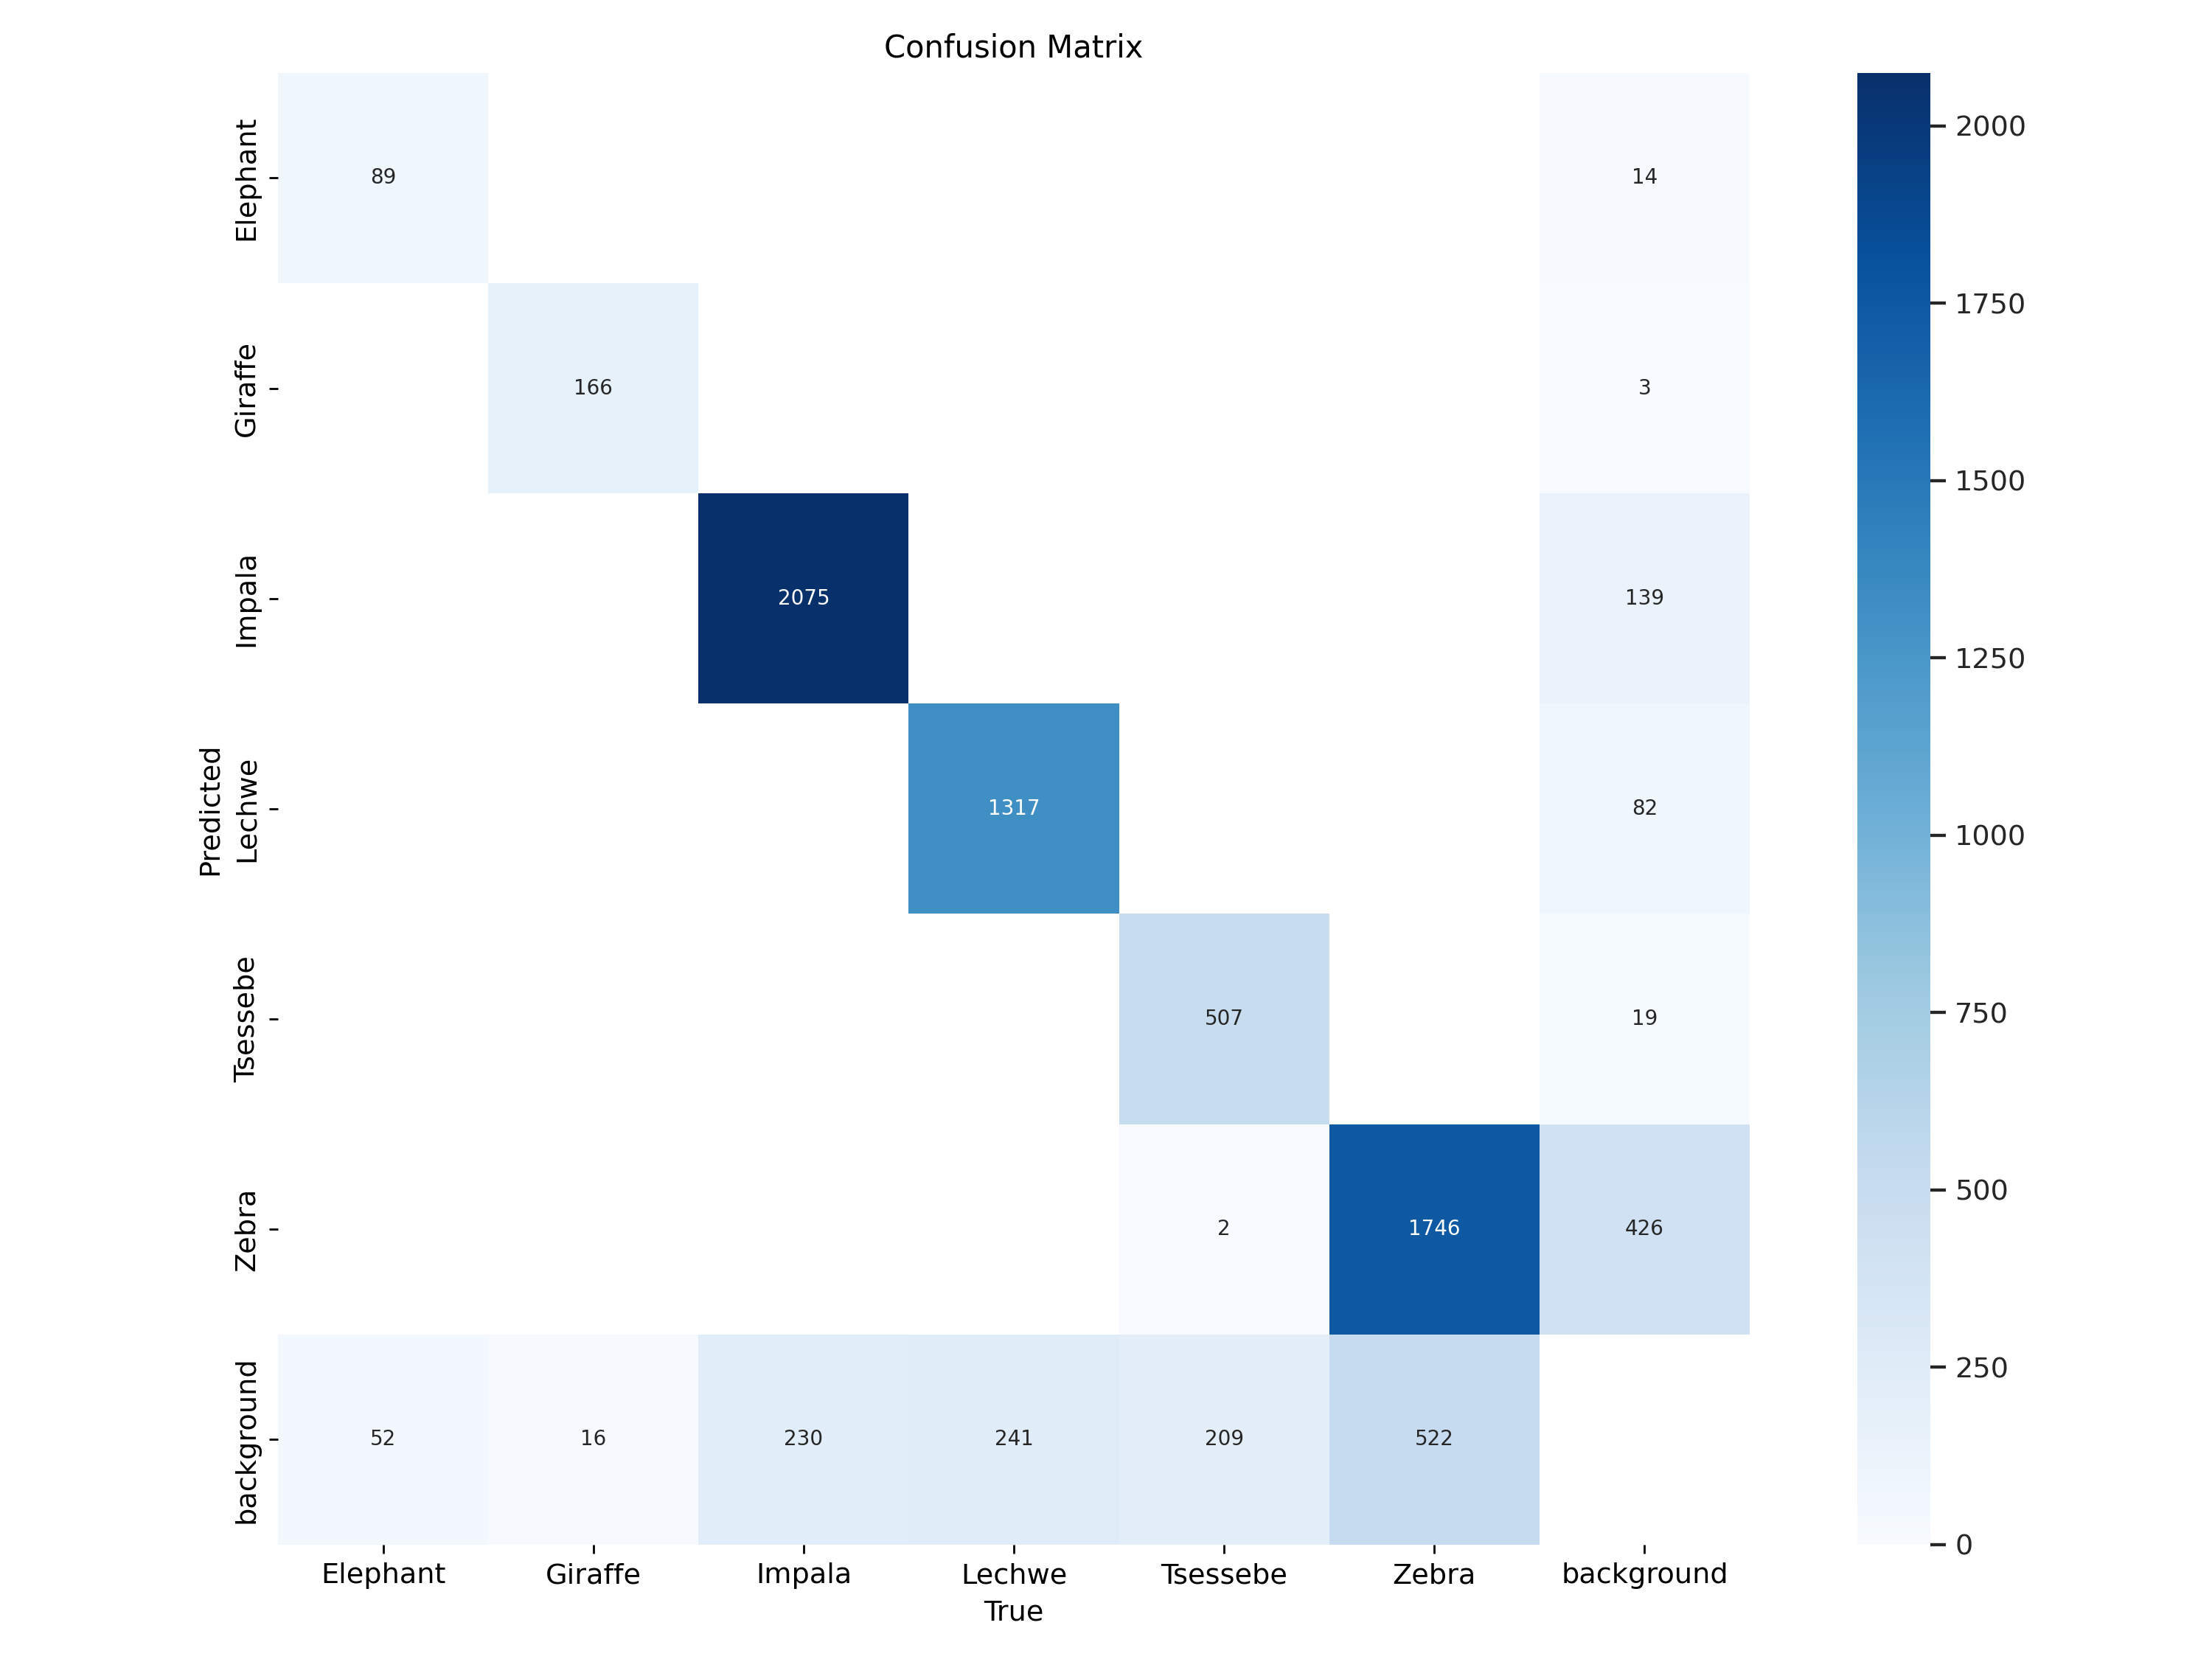 Confusion Matrix
Elephant
89
14
Giraffe
166
3
Impala
2075
139
Predicted
Lechwe
1317
82
Tsessebe
507
19
Zebra
2
1746
426
background
52
16
230
241
209
522
Elephant
Giraffe
Impala
Lechwe
Tsessebe
Zebra
background
True
2000
1750
1500
1250
1000
750
500
250
0